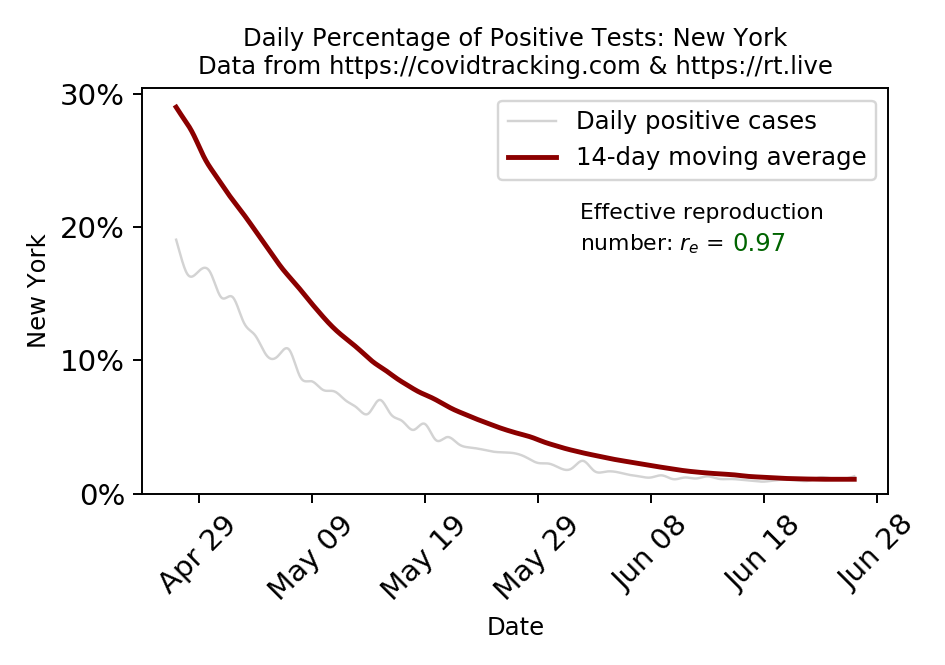 Daily Percentage of Positive Tests: New York
Data from https://covidtracking.com & https://rt.live
30%
20%
10%
0%
New York
Daily positive cases
14-day moving average
Effective reproduction
number: rₑ = 0.97
Apr 29
May 09
May 19
May 29
Jun 08
Jun 18
Jun 28
Date